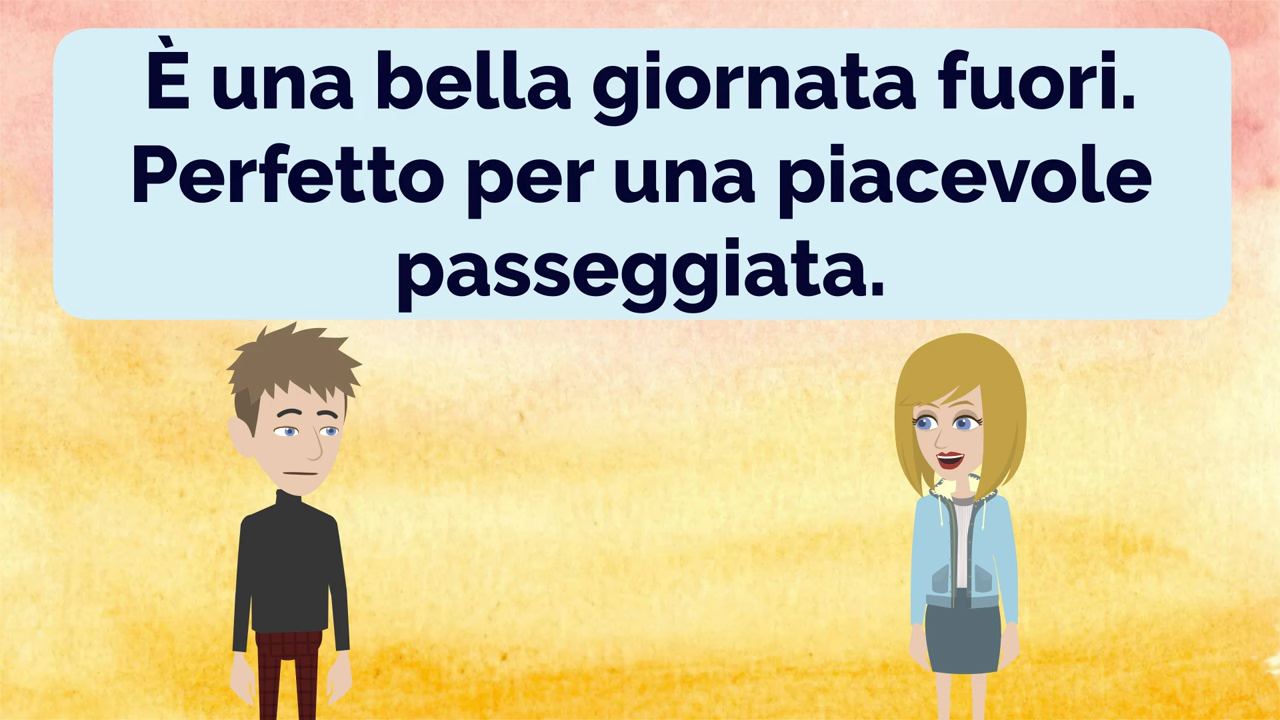 È una bella giornata fuori.
Perfetto per una piacevole
passeggiata.